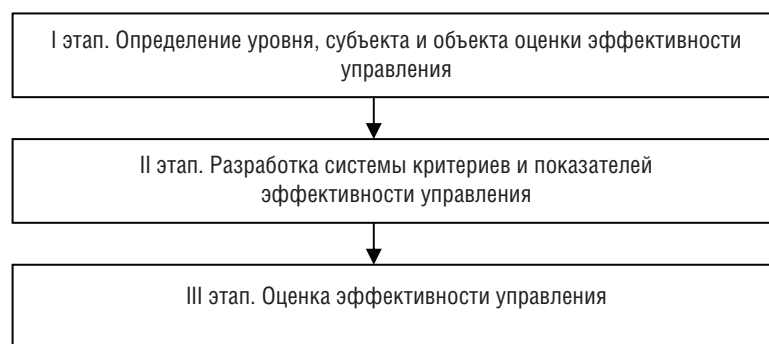 I этап. Определение уровня, субъекта и объекта оценки эффективности
управления
II этап. Разработка системы критериев и показателей
эффективности управления
III этап. Оценка эффективности управления